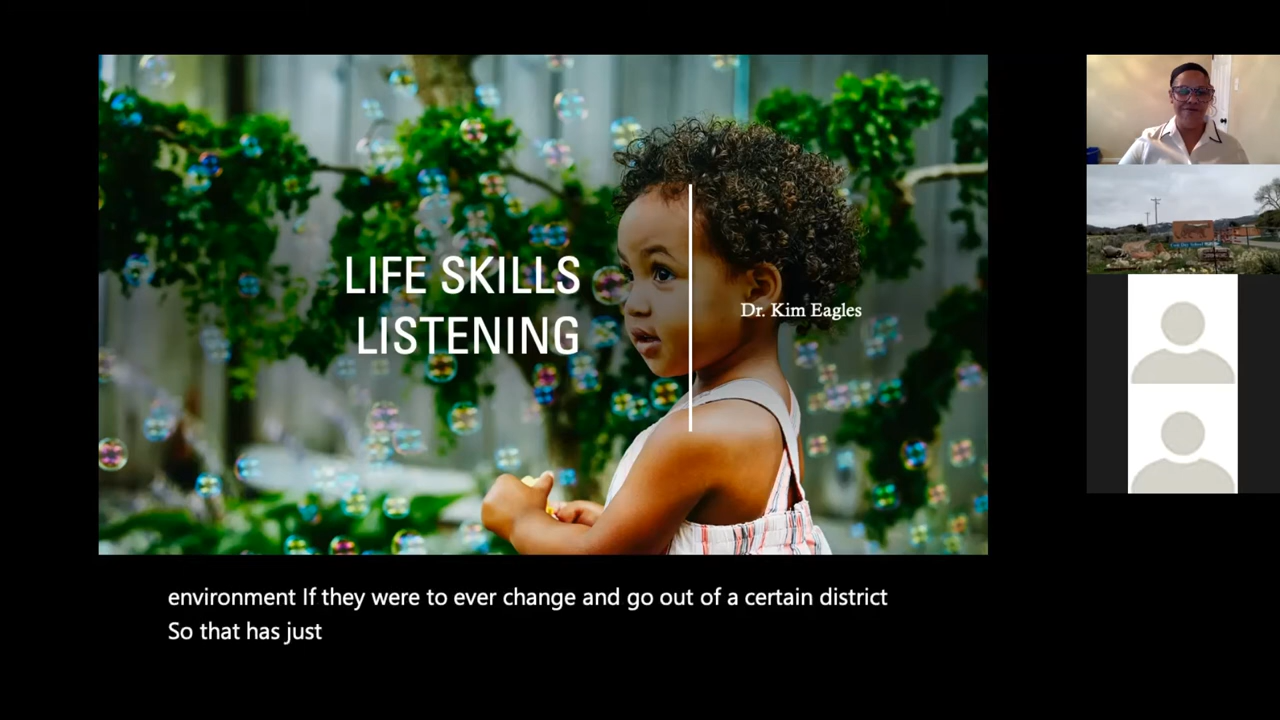 LIFE SKILLS
LISTENING
Dr. Kim Eagles
environment If they were to ever change and go out of a certain district
So that has just